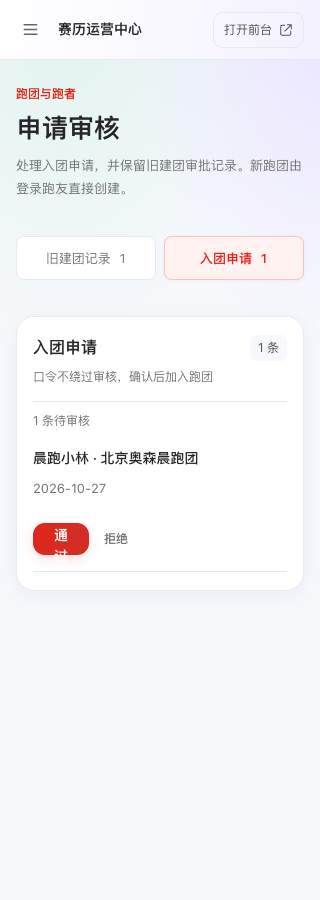 赛历运营中心
打开前台
跑团与跑者
申请审核
处理入团申请，并保留旧建团审批记录。新跑团由
登录跑友直接创建。
旧建团记录 1
入团申请 1
入团申请
1 条
口令不绕过审核，确认后加入跑团
1 条待审核
晨跑小林 · 北京奥森晨跑团
2026-10-27
通
过
拒绝